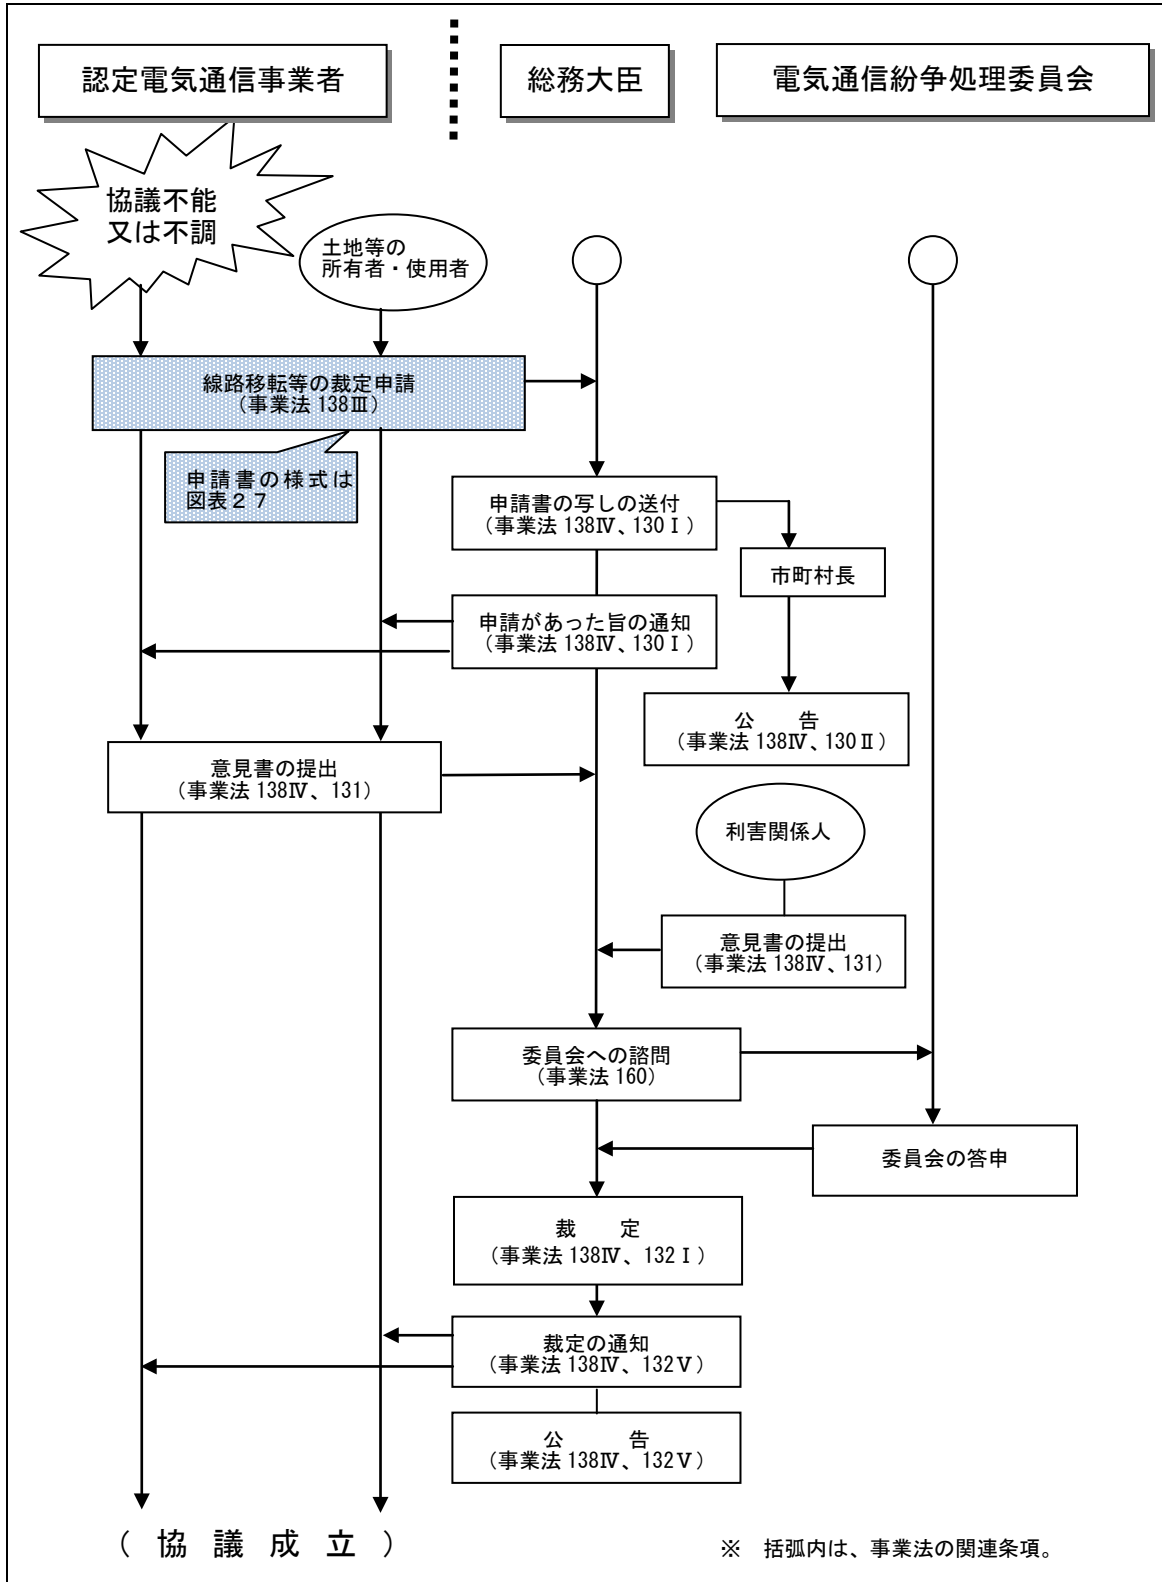 認定電気通信事業者
総務大臣
電気通信紛争処理委員会
協議不能
又は不調
土地等の
所有者・使用者
線路移転等の裁定申請
(事業法 138Ⅲ)
申請書の様式は
図表27
申請書の写しの送付
(事業法 138Ⅳ、130Ⅰ)
市町村長
申請があった旨の通知
(事業法 138Ⅳ、130Ⅰ)
公 告
(事業法 138Ⅳ、130Ⅱ)
意見書の提出
(事業法 138Ⅳ、131)
利害関係人
意見書の提出
(事業法 138Ⅳ、131)
委員会への諮問
(事業法 160)
委員会の答申
裁 定
(事業法 138Ⅳ、132Ⅰ)
裁定の通知
(事業法 138Ⅳ、132Ⅴ)
公 告
(事業法 138Ⅳ、132Ⅴ)
( 協 議 成 立 )
※ 括弧内は、事業法の関連条項。